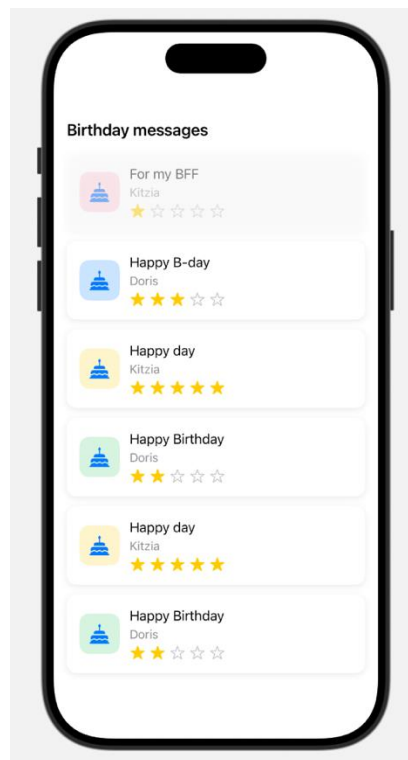 Birthday messages
For my BFF
Kitzia
Happy B-day
Doris
Happy day
Kitzia
Happy Birthday
Doris
Happy day
Kitzia
Happy Birthday
Doris